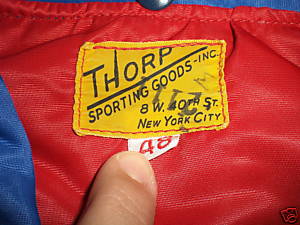 THORP
SPORTING GOODS-INC.
8 W. 40TH ST.
NEW YORK CITY
48